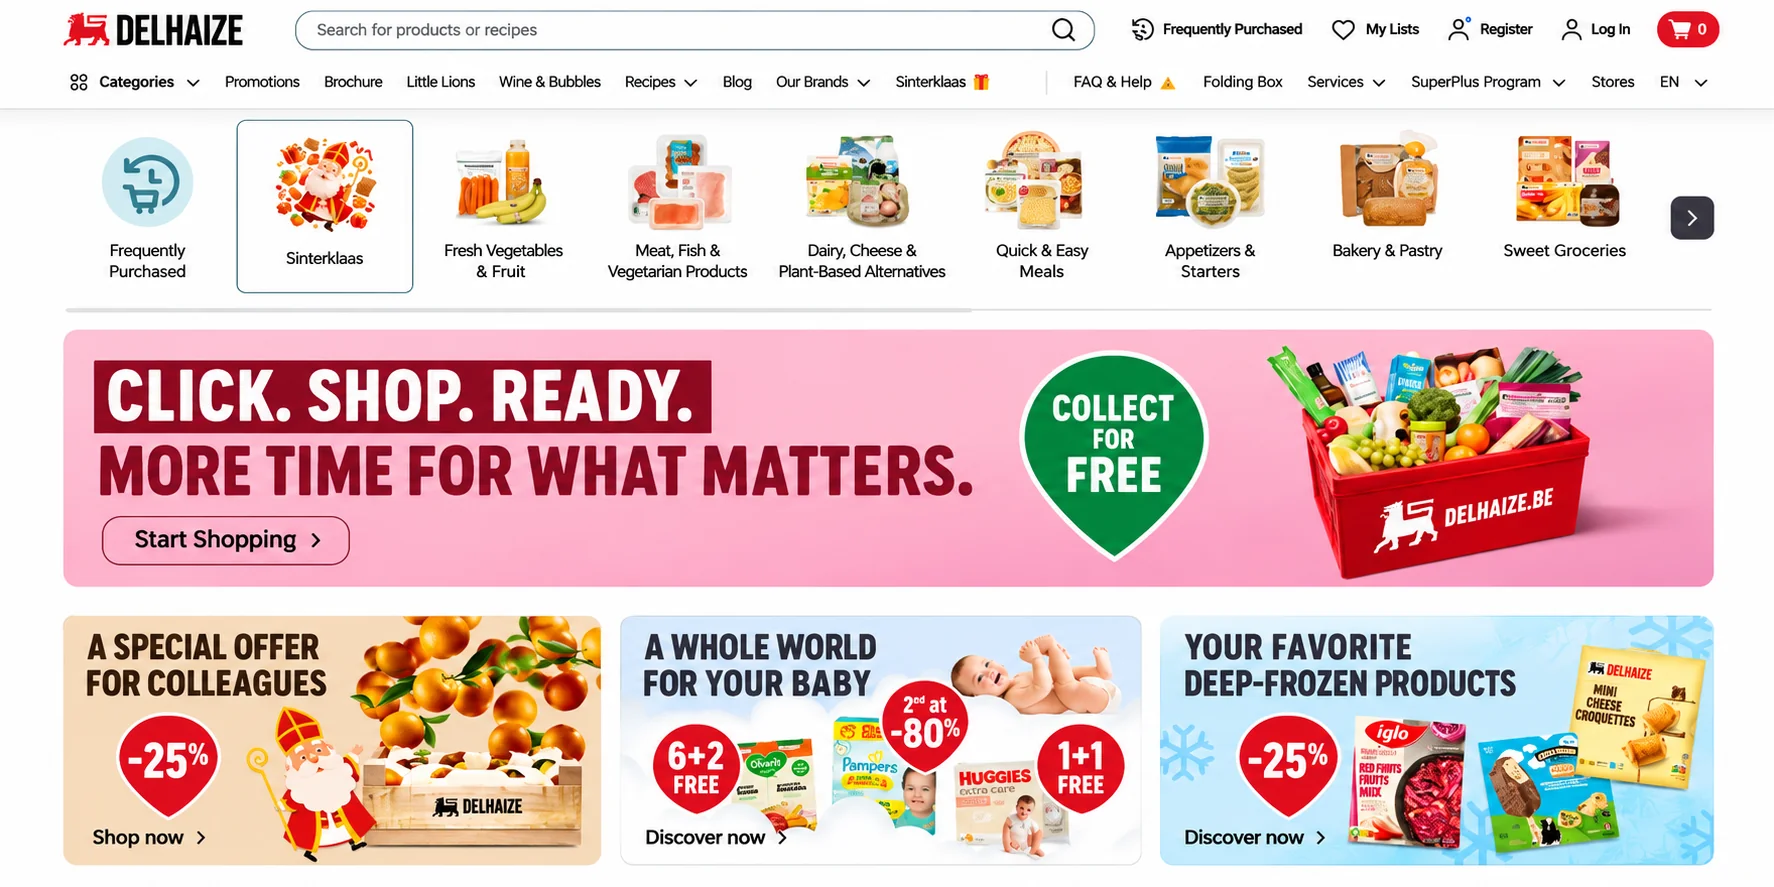 DELHAIZE
Search for products or recipes
Frequently Purchased
My Lists
Register
Log In
0
Categories
Promotions
Brochure
Little Lions
Wine & Bubbles
Recipes
Blog
Our Brands
Sinterklaas
FAQ & Help
Folding Box
Services
SuperPlus Program
Stores
EN
Frequently
Purchased
Sinterklaas
Fresh Vegetables
& Fruit
Meat, Fish &
Vegetarian Products
Dairy, Cheese &
Plant-Based Alternatives
Quick & Easy
Meals
Appetizers &
Starters
Bakery & Pastry
Sweet Groceries
CLICK. SHOP. READY.
MORE TIME FOR WHAT MATTERS.
Start Shopping
COLLECT
FOR
FREE
DELHAIZE.BE
A SPECIAL OFFER
FOR COLLEAGUES
-25%
DELHAIZE
Shop now
A WHOLE WORLD
FOR YOUR BABY
6+2
FREE
Olvarls
Pampers
2nd at
-80%
HUGGIES
extra care
1+1
FREE
Discover now
YOUR FAVORITE
DEEP-FROZEN PRODUCTS
-25%
iglo
RED FRUITS
FRUITS
MIIX
DELHAIZE
MINI
CHEESE
CROQUETTES
Discover now